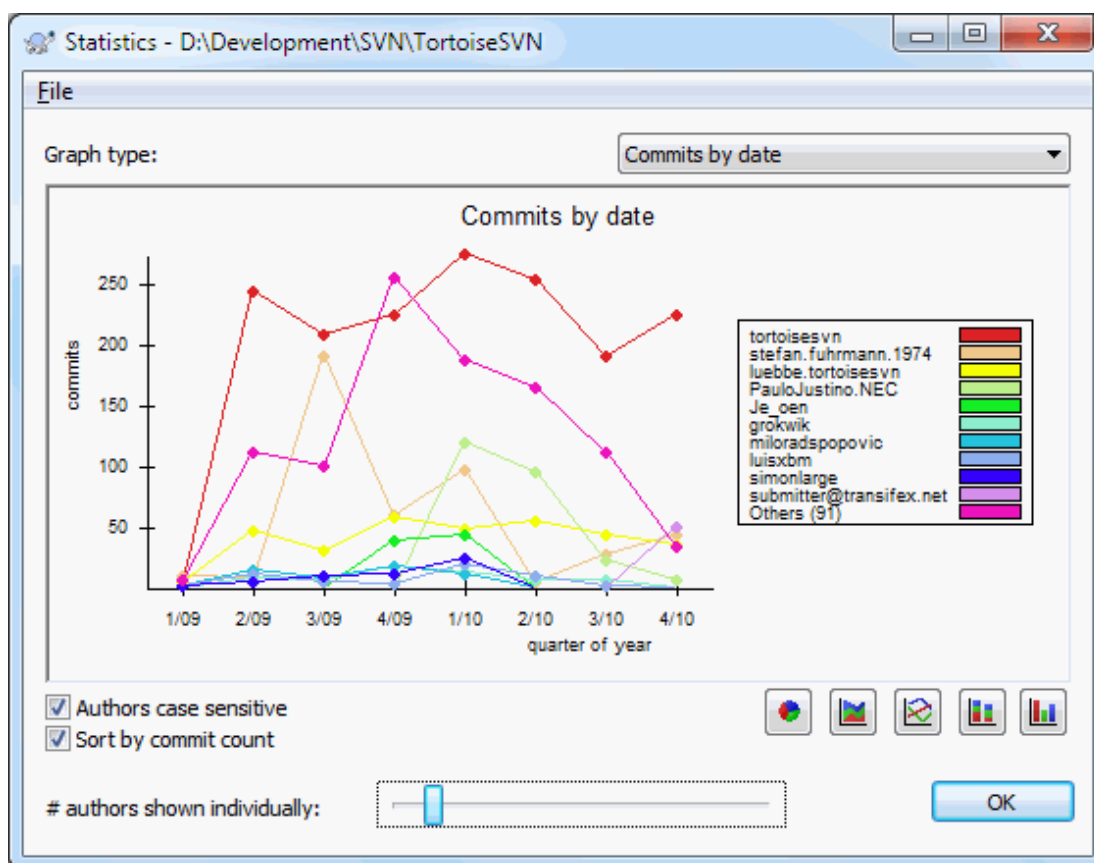 Statistics - D:\Development\SVN\TortoiseSVN
File
Graph type:
Commits by date
Commits by date
commits
250
200
150
100
50
1/09 2/09 3/09 4/09 1/10 2/10 3/10 4/10
quarter of year
tortoisesvn
stefan.fuhrmann.1974
luebbe.tortoisesvn
PauloJustino.NEC
Je_oen
grokwik
miloradspopovic
luisxbm
simonlarge
submitter@transifex.net
Others (91)
Authors case sensitive
Sort by commit count
# authors shown individually:
OK